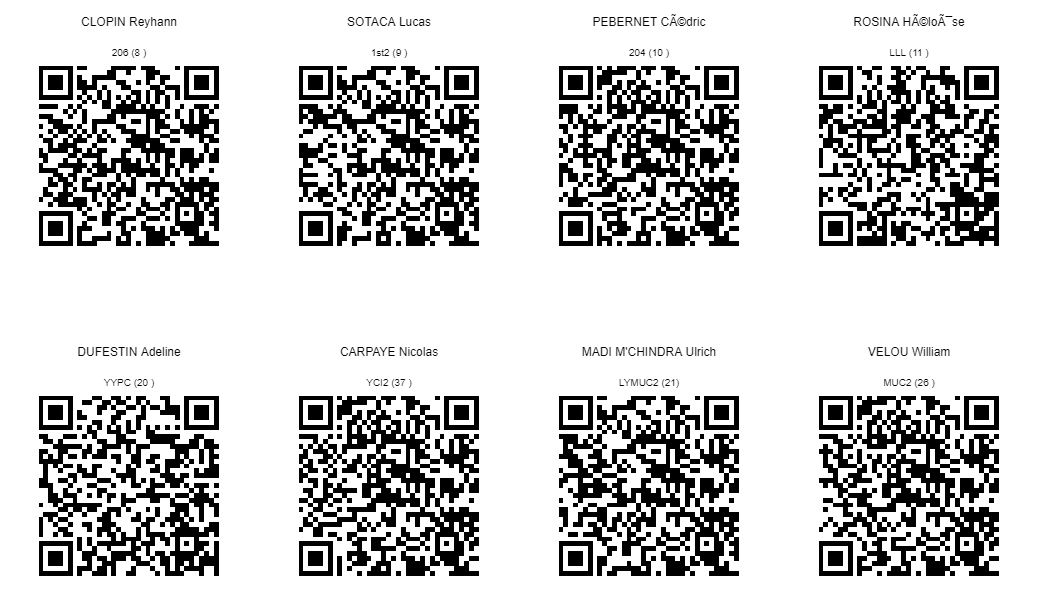 CLOPIN Reyhann
206 (8 )
SOTACA Lucas
1st2 (9 )
PEBERNET CÃ©dric
204 (10 )
ROSINA HÃ©loÃ¯se
LLL (11 )
DUFESTIN Adeline
YYPC (20 )
CARPAYE Nicolas
YCI2 (37 )
MADI M'CHINDRA Ulrich
LYMUC2 (21)
VELOU William
MUC2 (26 )